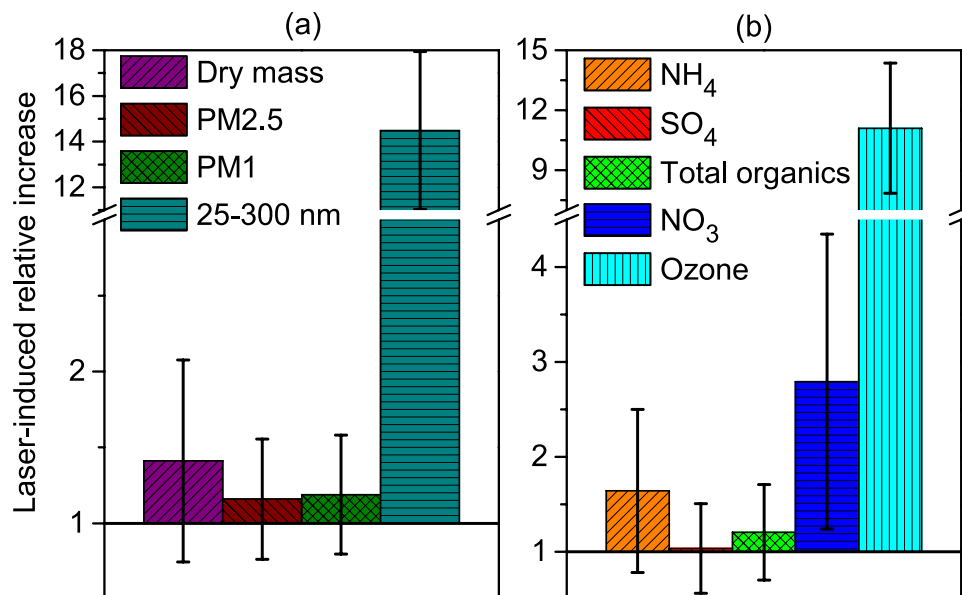 (a)
Laser-induced relative increase
18
16
14
12
2
1
Dry mass
PM2.5
PM1
25-300 nm
(b)
15
12
9
4
3
2
1
NH₄
SO₄
Total organics
NO₃
Ozone